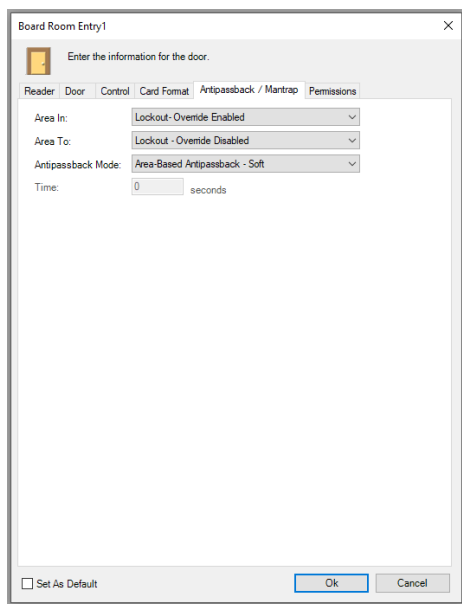 Board Room Entry1
Enter the information for the door.
Reader Door Control Card Format Antipassback / Mantrap Permissions
Area In: Lockout- Override Enabled
Area To: Lockout - Override Disabled
Antipassback Mode: Area-Based Antipassback - Soft
Time: 0 seconds
Set As Default Ok Cancel